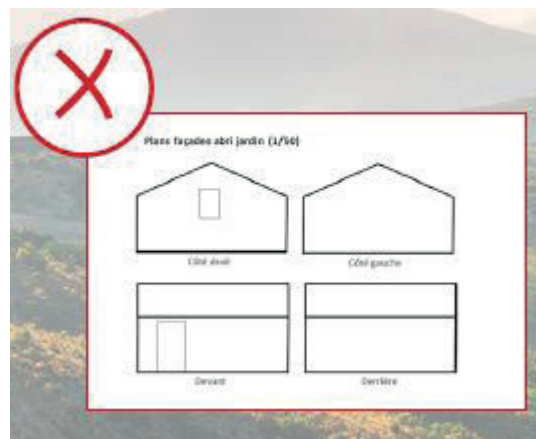 Plans façades abri jardin (1/50)
Côté droit
Côté gauche
Devant
Derrière